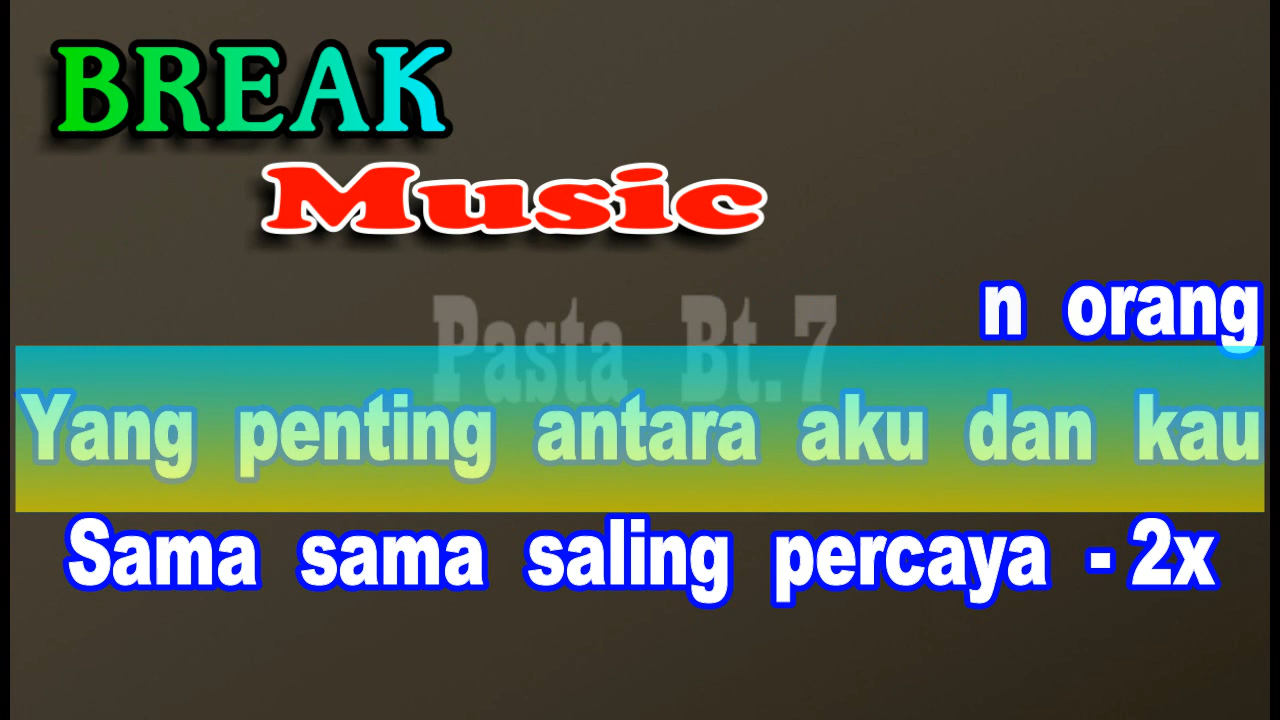 BREAK
Music
n orang
Pasta Bt.7
Yang penting antara aku dan kau
Sama sama saling percaya - 2x